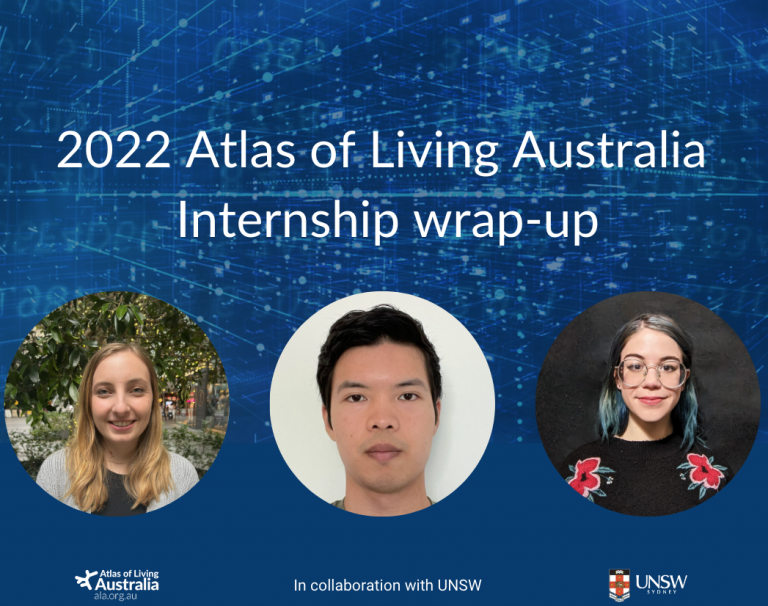 2022 Atlas of Living Australia
Internship wrap-up
Atlas of Living
Australia
ala.org.au
In collaboration with UNSW
UNSW
SYDNEY